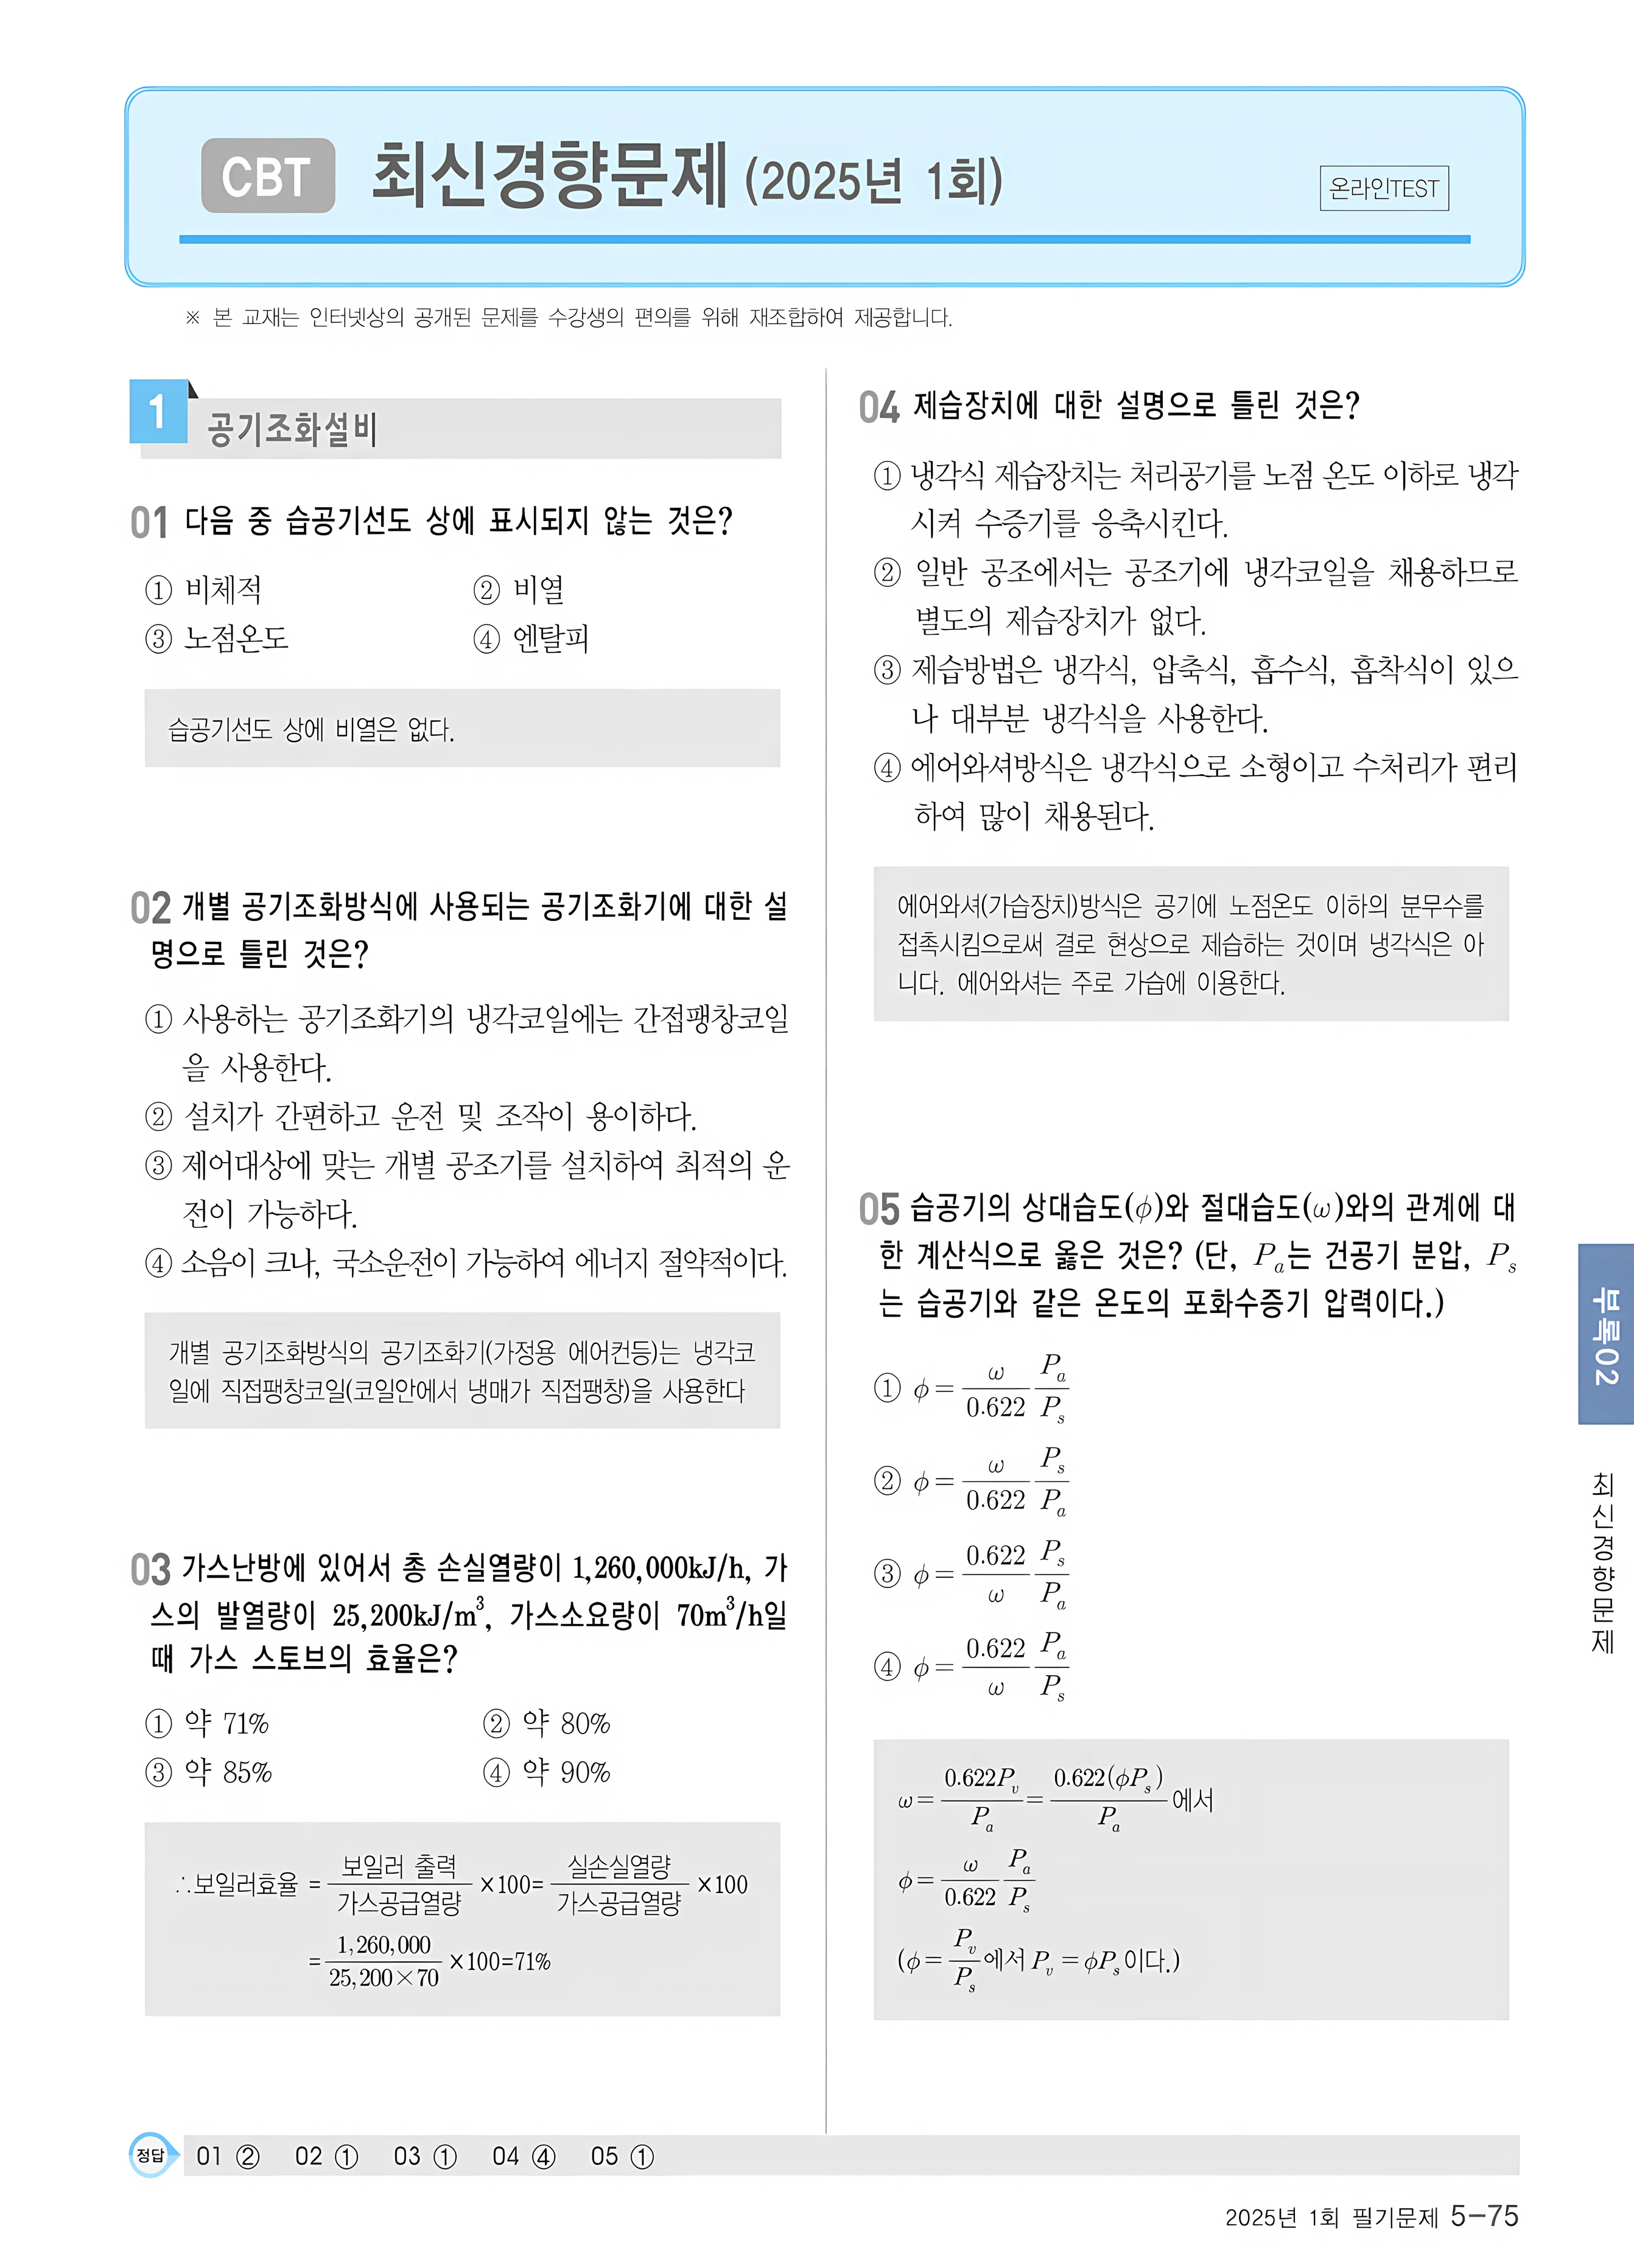 CBT 최신경향문제 (2025년 1회)
온라인TEST
※ 본 교재는 인터넷상의 공개된 문제를 수강생의 편의를 위해 재조합하여 제공합니다.
1 공기조화설비
01 다음 중 습공기선도 상에 표시되지 않는 것은?
① 비체적 ② 비열
③ 노점온도 ④ 엔탈피
습공기선도 상에 비열은 없다.
02 개별 공기조화방식에 사용되는 공기조화기에 대한 설
명으로 틀린 것은?
① 사용하는 공기조화기의 냉각코일에는 간접팽창코일
을 사용한다.
② 설치가 간편하고 운전 및 조작이 용이하다.
③ 제어대상에 맞는 개별 공조기를 설치하여 최적의 운
전이 가능하다.
④ 소음이 크나, 국소운전이 가능하여 에너지 절약적이다.
개별 공기조화방식의 공기조화기(가정용 에어컨등)는 냉각코
일에 직접팽창코일(코일안에서 냉매가 직접팽창)을 사용한다
03 가스난방에 있어서 총 손실열량이 1,260,000kJ/h, 가
스의 발열량이 25,200kJ/m³, 가스소요량이 70m³/h일
때 가스 스토브의 효율은?
① 약 71% ② 약 80%
③ 약 85% ④ 약 90%
∴보일러효율 = 보일러 출력/가스공급열량 ×100= 실손실열량/가스공급열량 ×100
= 1,260,000/25,200×70 ×100=71%
04 제습장치에 대한 설명으로 틀린 것은?
① 냉각식 제습장치는 처리공기를 노점 온도 이하로 냉각
시켜 수증기를 응축시킨다.
② 일반 공조에서는 공조기에 냉각코일을 채용하므로
별도의 제습장치가 없다.
③ 제습방법은 냉각식, 압축식, 흡수식, 흡착식이 있으
나 대부분 냉각식을 사용한다.
④ 에어와셔방식은 냉각식으로 소형이고 수처리가 편리
하여 많이 채용된다.
에어와셔(가습장치)방식은 공기에 노점온도 이하의 분무수를
접촉시킴으로써 결로 현상으로 제습하는 것이며 냉각식은 아
니다. 에어와셔는 주로 가습에 이용한다.
05 습공기의 상대습도(ϕ)와 절대습도(ω)와의 관계에 대
한 계산식으로 옳은 것은? (단, Pa는 건공기 분압, Ps
는 습공기와 같은 온도의 포화수증기 압력이다.)
① ϕ = ω/0.622 Pa/Ps
② ϕ = ω/0.622 Ps/Pa
③ ϕ = 0.622/ω Ps/Pa
④ ϕ = 0.622/ω Pa/Ps
ω = 0.622Pv/Pa = 0.622(ϕPs)/Pa 에서
ϕ = ω/0.622 Pa/Ps
(ϕ = Pv/Ps 에서 Pv = ϕPs이다.)
부록02
최신경향문제
정답 01 ② 02 ① 03 ① 04 ④ 05 ①
2025년 1회 필기문제 5-75